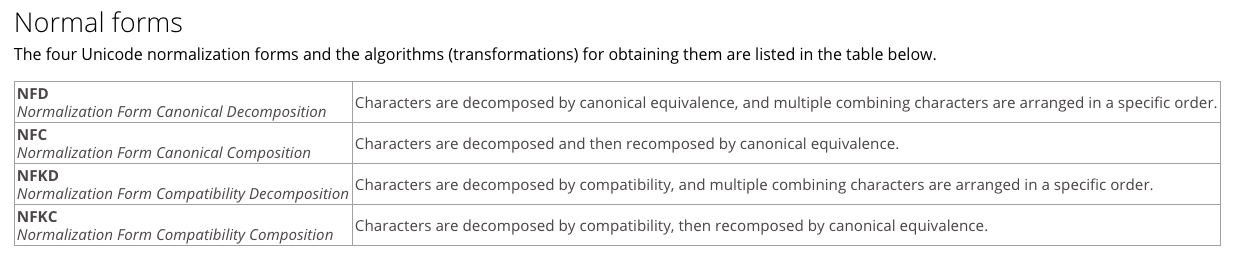 Normal forms
The four Unicode normalization forms and the algorithms (transformations) for obtaining them are listed in the table below.
NFD
Normalization Form Canonical Decomposition
Characters are decomposed by canonical equivalence, and multiple combining characters are arranged in a specific order.
NFC
Normalization Form Canonical Composition
Characters are decomposed and then recomposed by canonical equivalence.
NFKD
Normalization Form Compatibility Decomposition
Characters are decomposed by compatibility, and multiple combining characters are arranged in a specific order.
NFKC
Normalization Form Compatibility Composition
Characters are decomposed by compatibility, then recomposed by canonical equivalence.